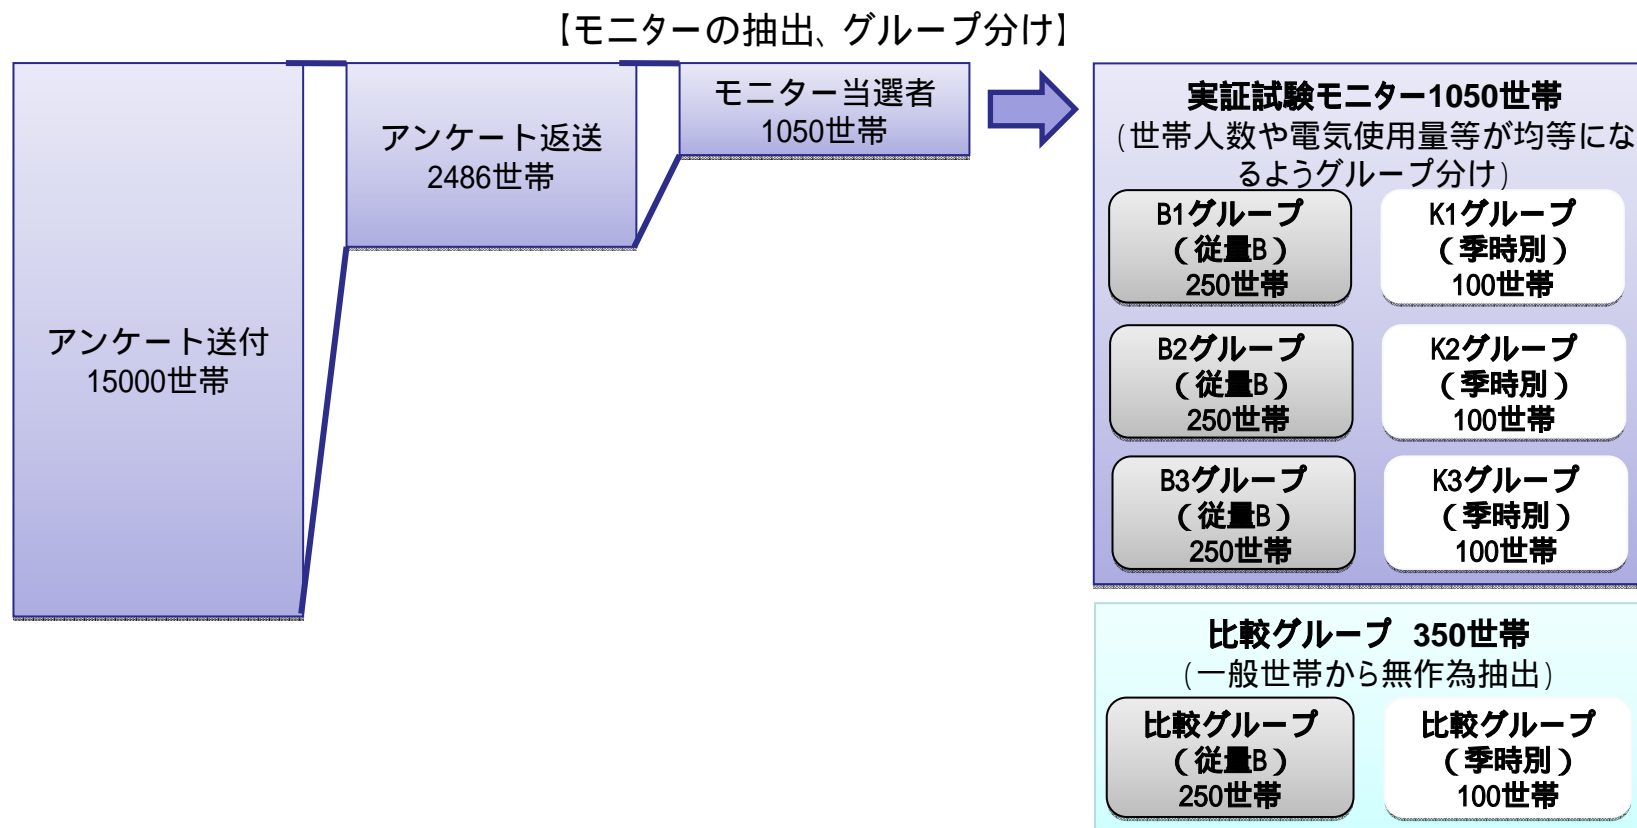 【モニターの抽出、グループ分け】
アンケート送付
15000世帯
アンケート返送
2486世帯
モニター当選者
1050世帯
実証試験モニター1050世帯
（世帯人数や電気使用量等が均等にな
るようグループ分け）
B1グループ
（従量B）
250世帯
K1グループ
（季時別）
100世帯
B2グループ
（従量B）
250世帯
K2グループ
（季時別）
100世帯
B3グループ
（従量B）
250世帯
K3グループ
（季時別）
100世帯
比較グループ 350世帯
（一般世帯から無作為抽出）
比較グループ
（従量B）
250世帯
比較グループ
（季時別）
100世帯